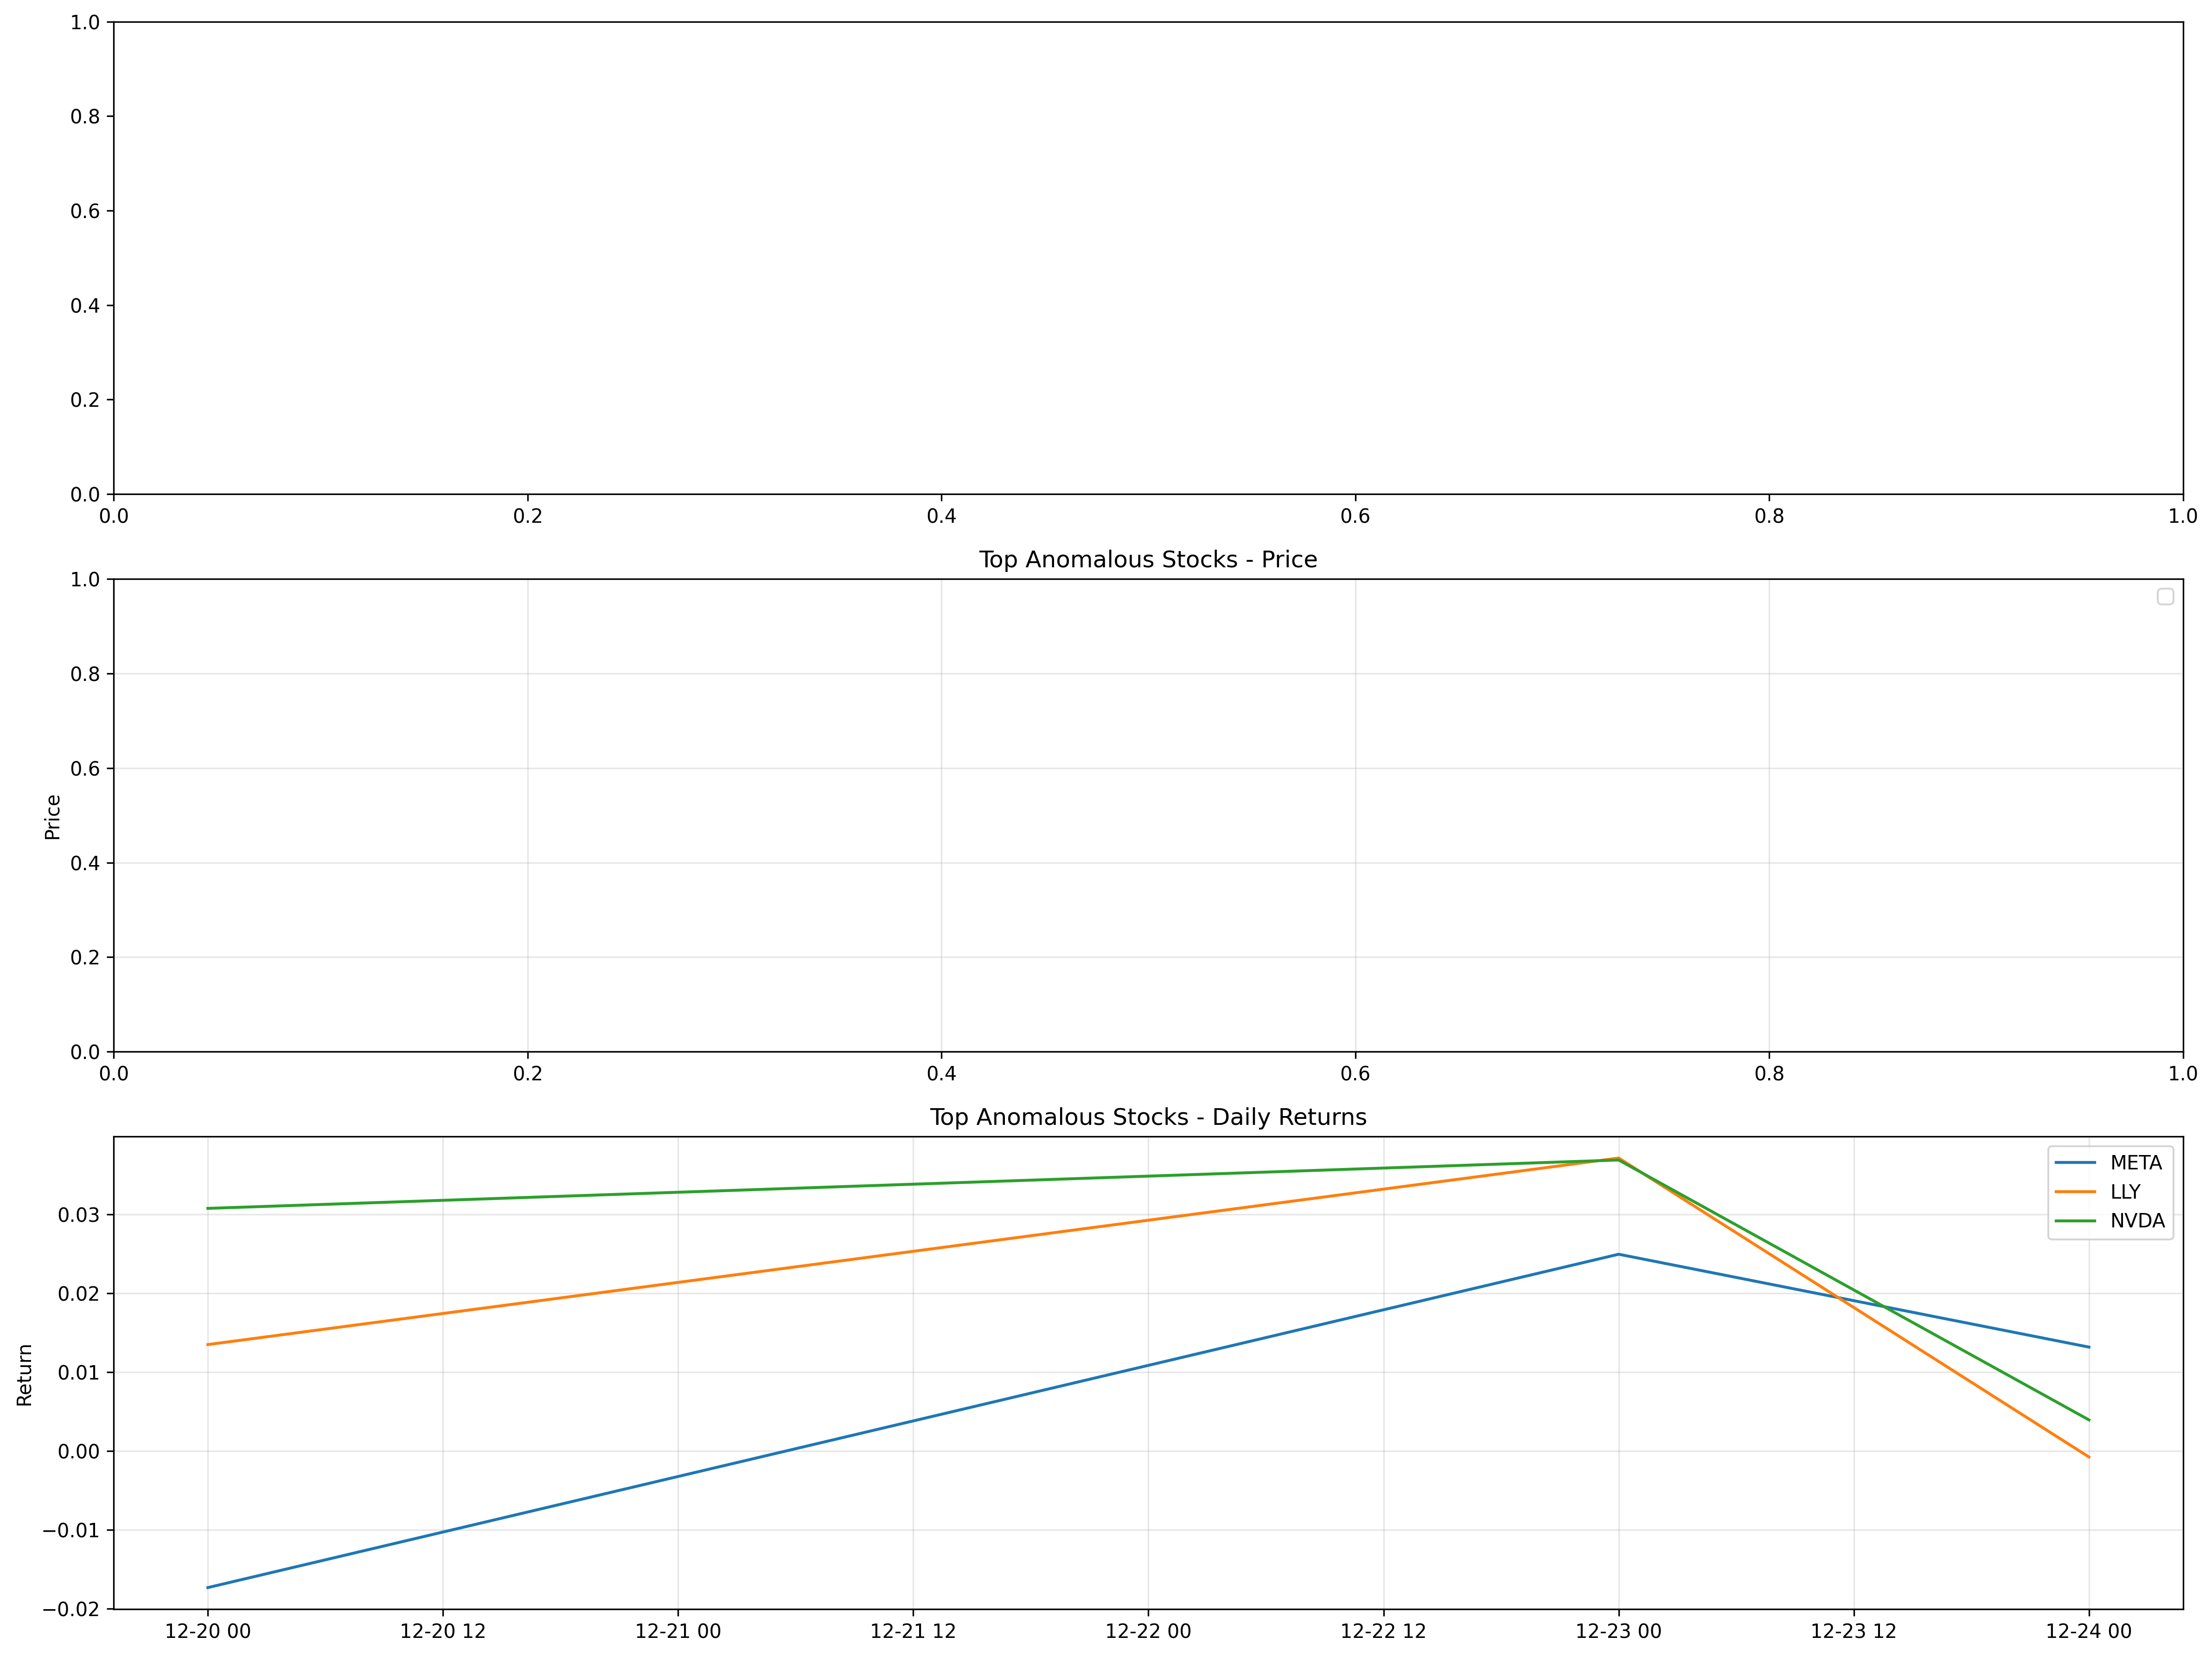 1.0
0.8
0.6
0.4
0.2
0.0
0.0 0.2 0.4 0.6 0.8 1.0
Top Anomalous Stocks - Price
1.0
0.8
0.6
0.4
0.2
0.0
Price
0.0 0.2 0.4 0.6 0.8 1.0
Top Anomalous Stocks - Daily Returns
META
LLY
NVDA
0.03
0.02
0.01
0.00
−0.01
−0.02
Return
12-20 00 12-20 12 12-21 00 12-21 12 12-22 00 12-22 12 12-23 00 12-23 12 12-24 00